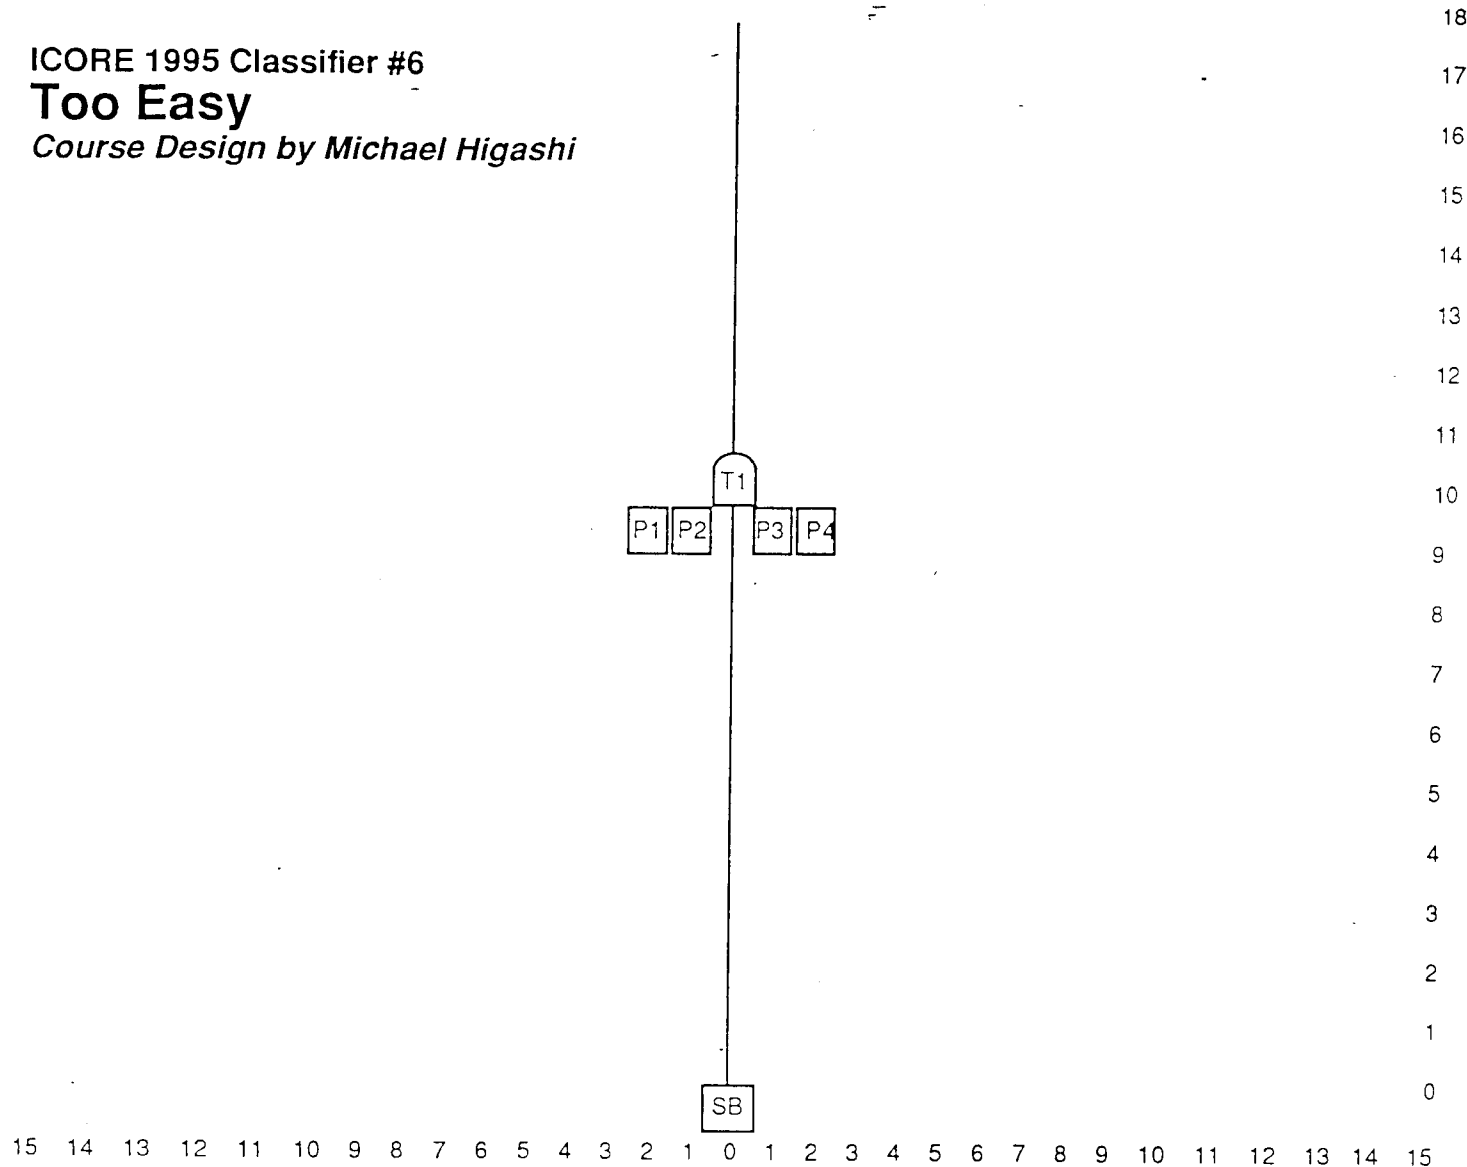 ICORE 1995 Classifier #6
Too Easy
Course Design by Michael Higashi
18
17
16
15
14
13
12
11
T1
10
P1 P2 P3 P4
9
8
7
6
5
4
3
2
1
0
SB
15 14 13 12 11 10 9 8 7 6 5 4 3 2 1 0 1 2 3 4 5 6 7 8 9 10 11 12 13 14 15